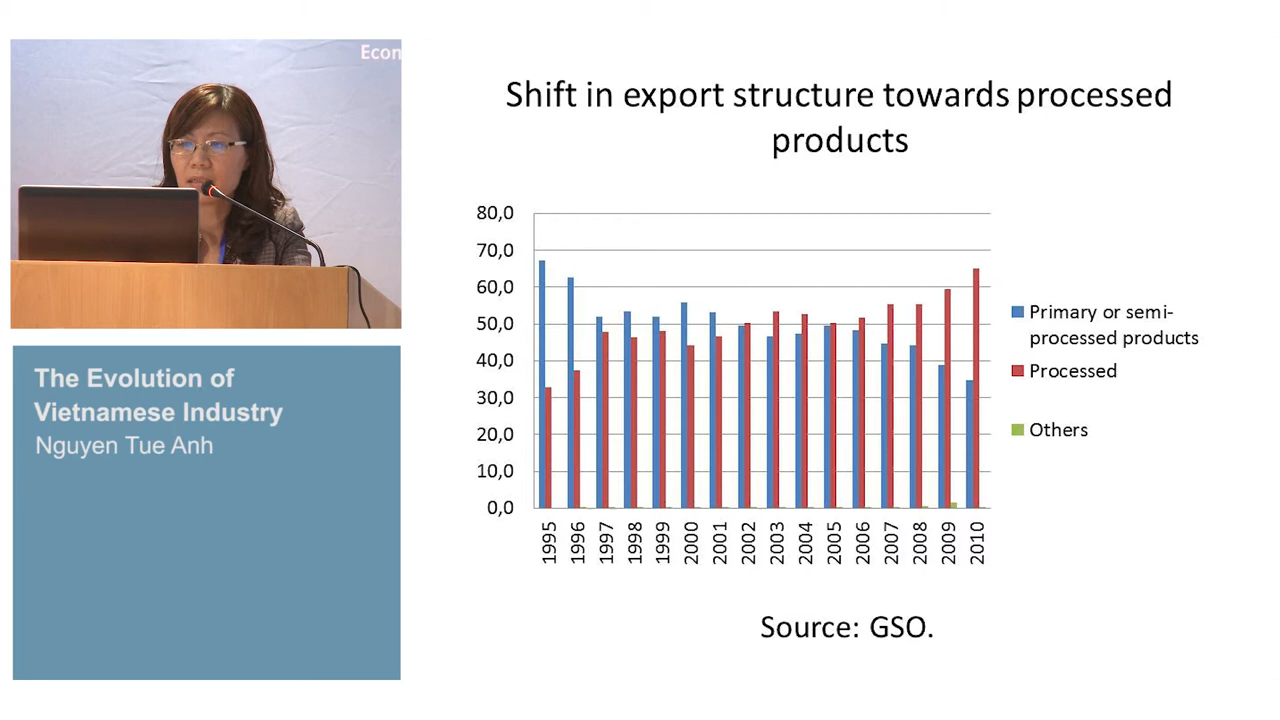 Econ
The Evolution of
Vietnamese Industry
Nguyen Tue Anh
Shift in export structure towards processed
products
80,0
70,0
60,0
50,0
40,0
30,0
20,0
10,0
0,0
1995
1996
1997
1998
1999
2000
2001
2002
2003
2004
2005
2006
2007
2008
2009
2010
Primary or semi-
processed products
Processed
Others
Source: GSO.